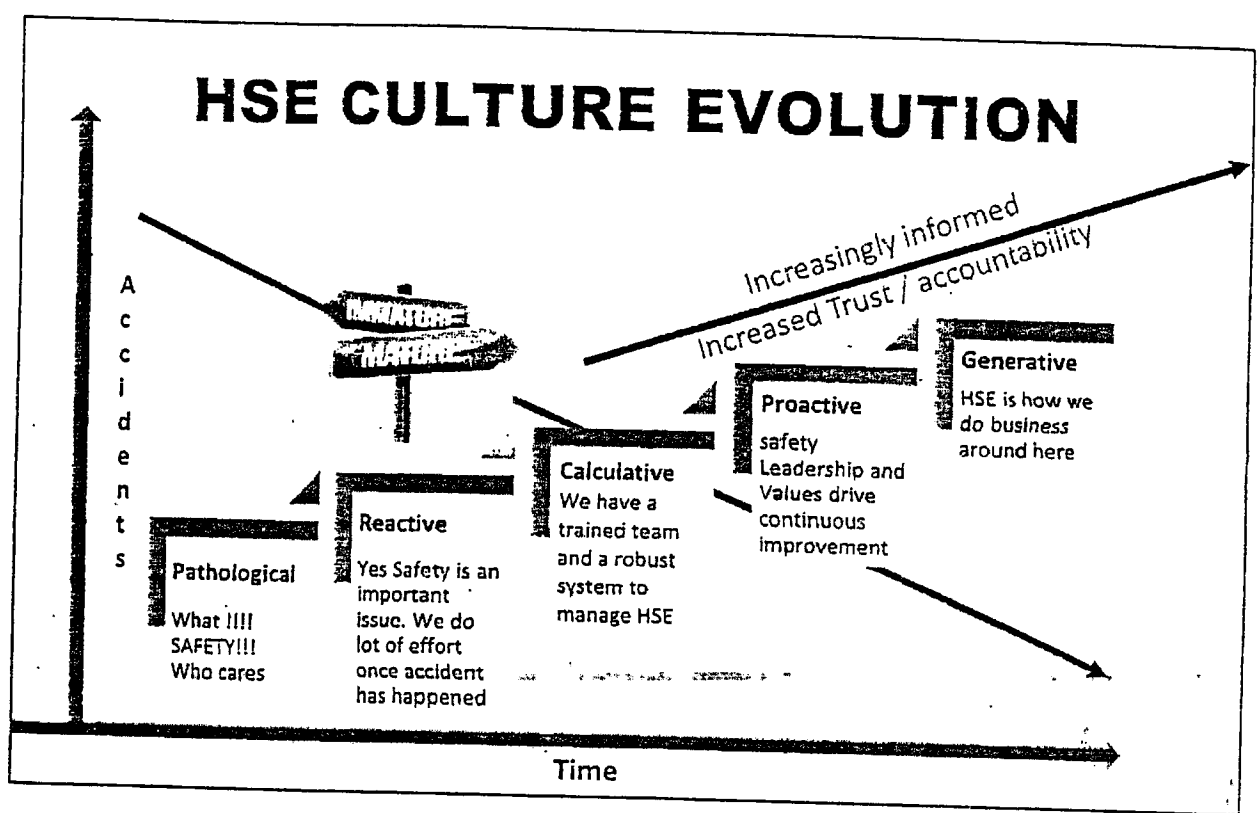 HSE CULTURE EVOLUTION
Accidents
IMMATURE
MATURE
Increasingly informed
Increased Trust / accountability
Pathological
What !!!!
SAFETY!!!
Who cares
Reactive
Yes Safety is an
important
issue. We do
lot of effort
once accident
has happened
Calculative
We have a
trained team
and a robust
system to
manage HSE
Proactive
safety
Leadership and
Values drive
continuous
improvement
Generative
HSE is how we
do business
around here
Time